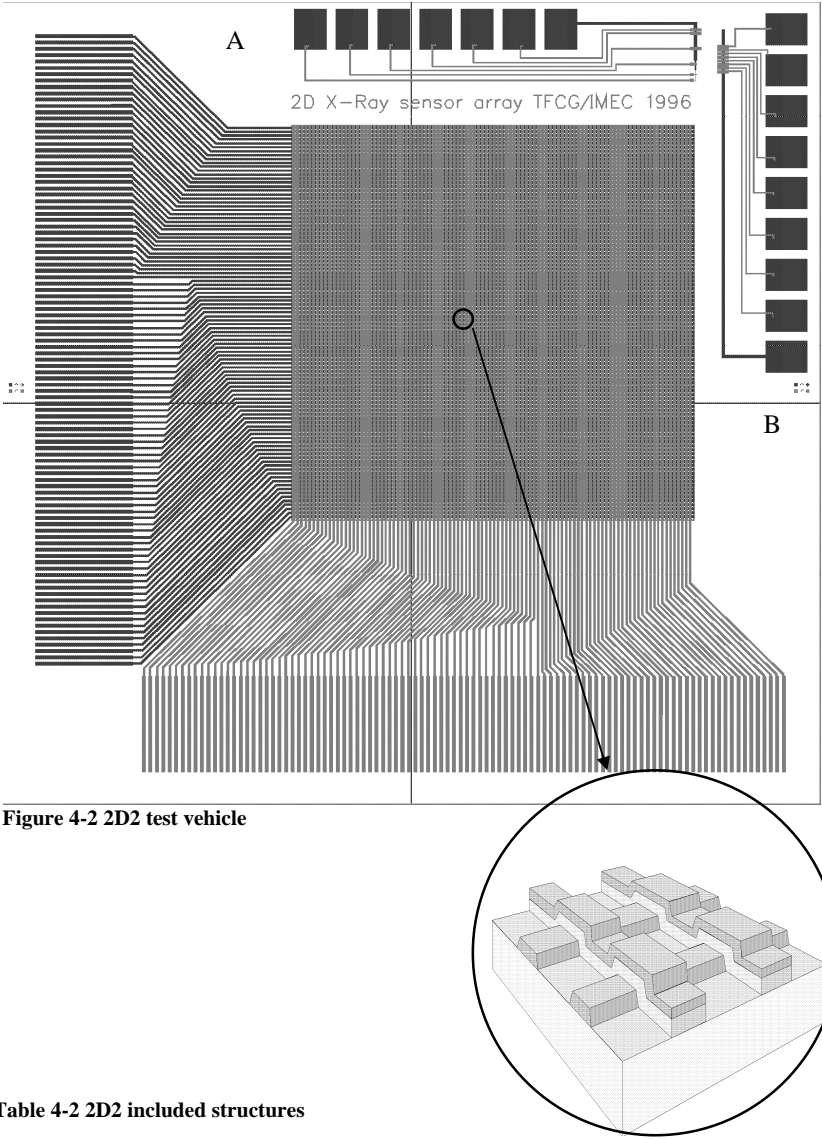 A
2D X-Ray sensor array TFCG/IMEC 1996
B
Figure 4-2 2D2 test vehicle
Table 4-2 2D2 included structures